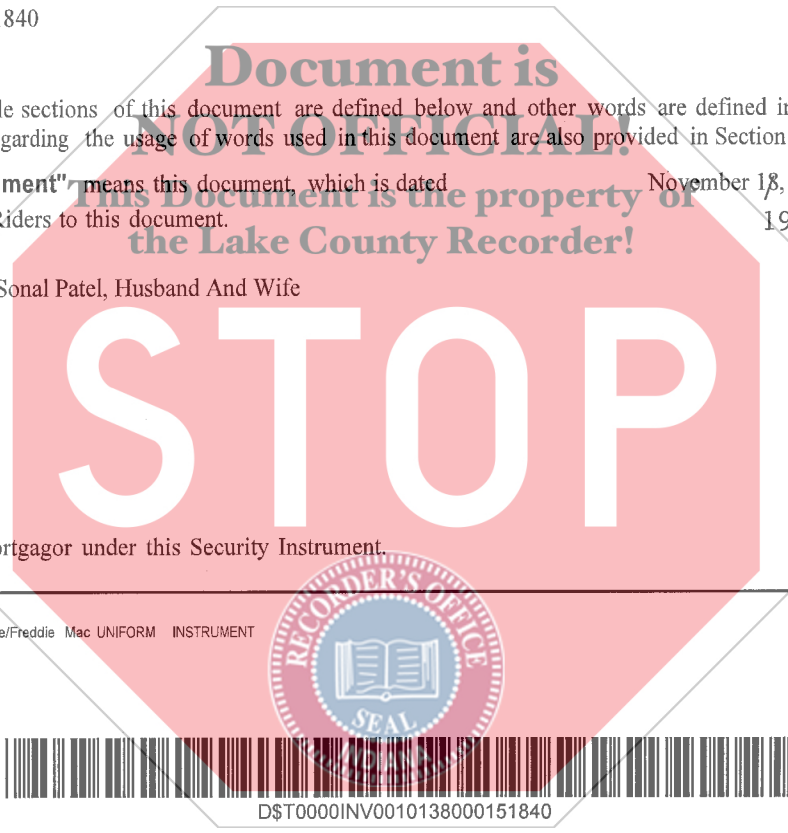 1840
Document is
le sections of this document are defined below and other words are defined in
garding the usage of words used in this document are also provided in Section
NOT OFFICIAL!
ment" means this document, which is dated November 18,
This Document is the property of
Riders to this document. 19
the Lake County Recorder!
Sonal Patel, Husband And Wife
STOP
ortgagor under this Security Instrument.
RECORDER'S OFFICE
e/Freddie Mac UNIFORM INSTRUMENT
SEAL
INDIANA
D$T0000INV00101380000151840